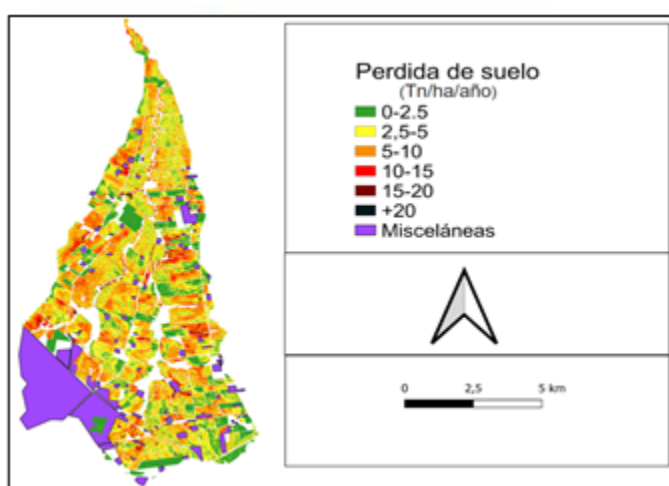 Perdida de suelo
(Tn/ha/año)
0-2.5
2,5-5
5-10
10-15
15-20
+20
Misceláneas
0 2,5 5 km